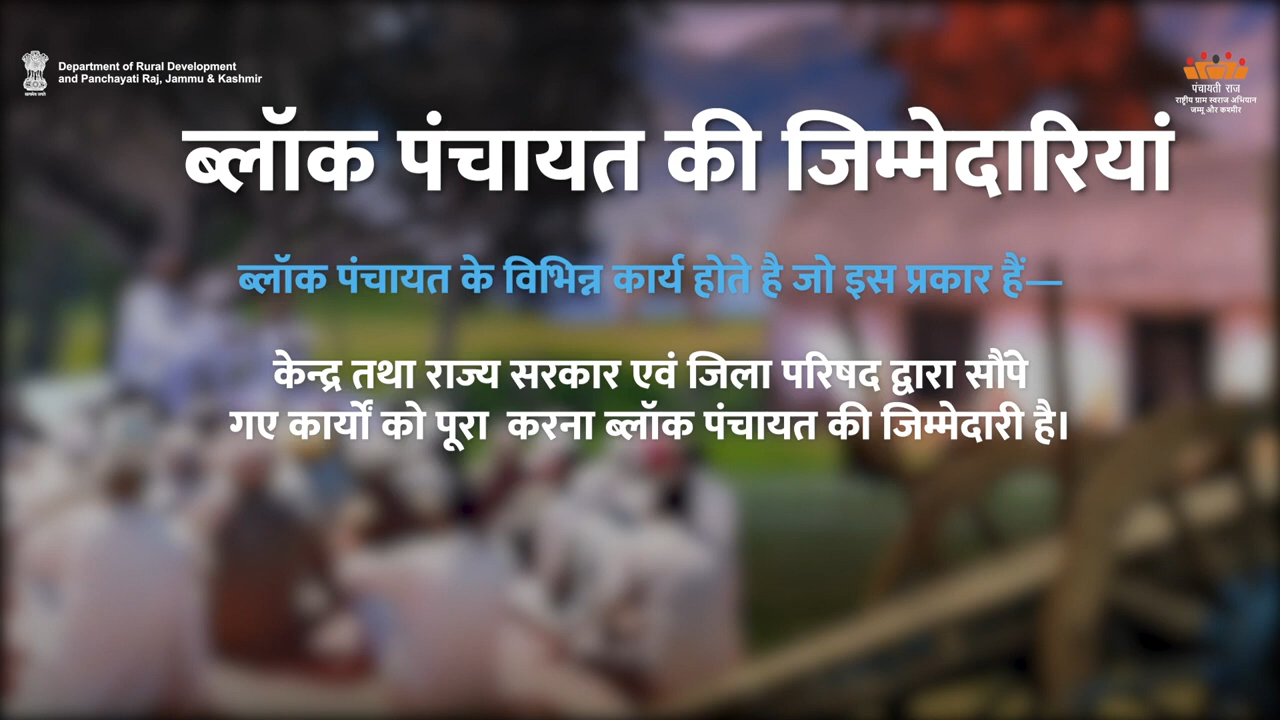 Department of Rural Development
and Panchayati Raj, Jammu & Kashmir
पंचायती राज
राष्ट्रीय ग्राम स्वराज अभियान
जम्मू और कश्मीर
ब्लॉक पंचायत की जिम्मेदारियां
ब्लॉक पंचायत के विभिन्न कार्य होते है जो इस प्रकार हैं—
केन्द्र तथा राज्य सरकार एवं जिला परिषद द्वारा सौंपे
गए कार्यों को पूरा करना ब्लॉक पंचायत की जिम्मेदारी है।